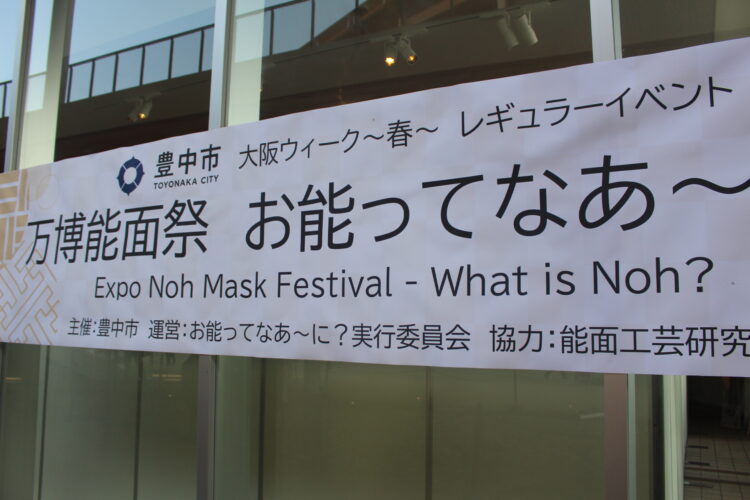 豊中市
TOYONAKA CITY
大阪ウィーク～春～ レギュラーイベント
万博能面祭 お能ってなあ～
Expo Noh Mask Festival - What is Noh?
主催：豊中市 運営：お能ってなあ～に？実行委員会 協力：能面工芸研究